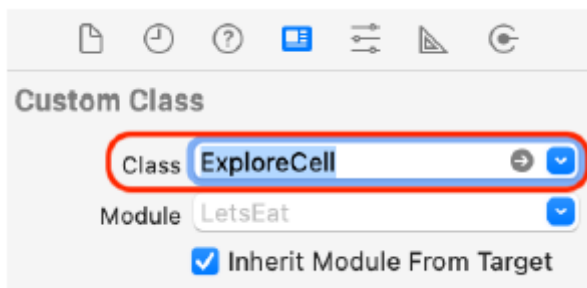 Custom Class
Class ExploreCell
Module LetsEat
Inherit Module From Target